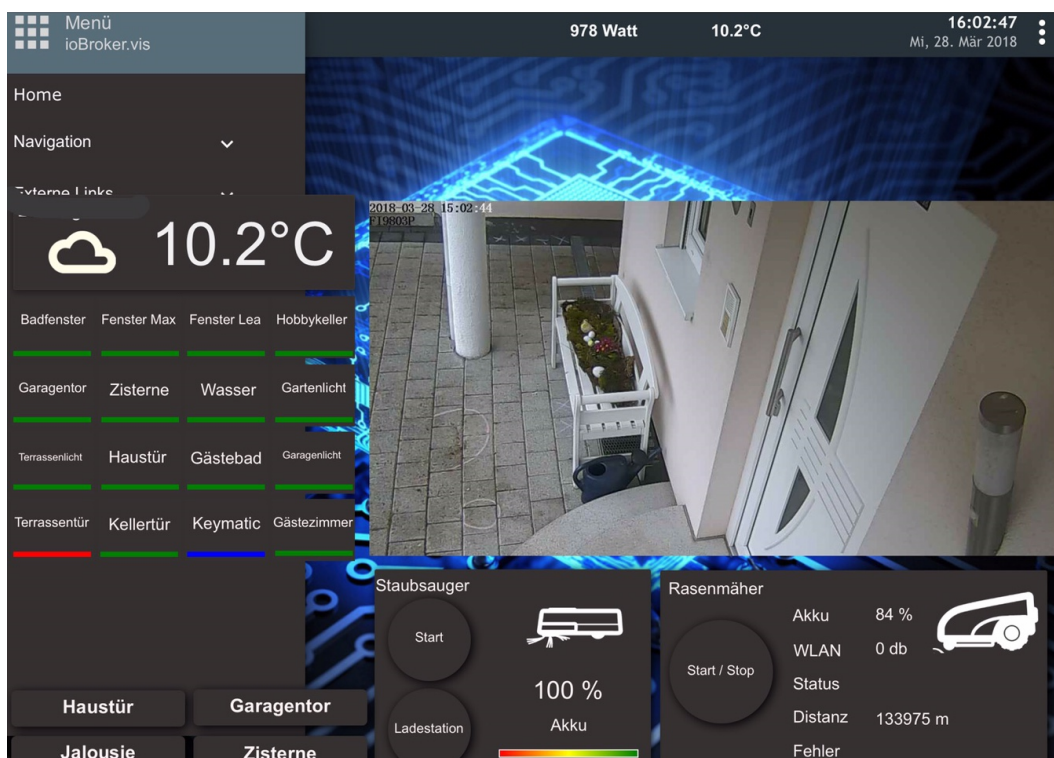 Menü
ioBroker.vis
978 Watt
10.2°C
16:02:47
Mi, 28. Mär 2018
Home
Navigation
Externe Links
10.2°C
2018-03-28 15:02:44
FI9803P
Badfenster Fenster Max Fenster Lea Hobbykeller
Garagentor Zisterne Wasser Gartenlicht
Terrassenlicht Haustür Gästebad Garagenlicht
Terrassentür Kellertür Keymatic Gästezimmer
Haustür Garagentor
Jalousie Zisterne
Staubsauger
Start
Ladestation
100 %
Akku
Rasenmäher
Start / Stop
Akku 84 %
WLAN 0 db
Status
Distanz 133975 m
Fehler